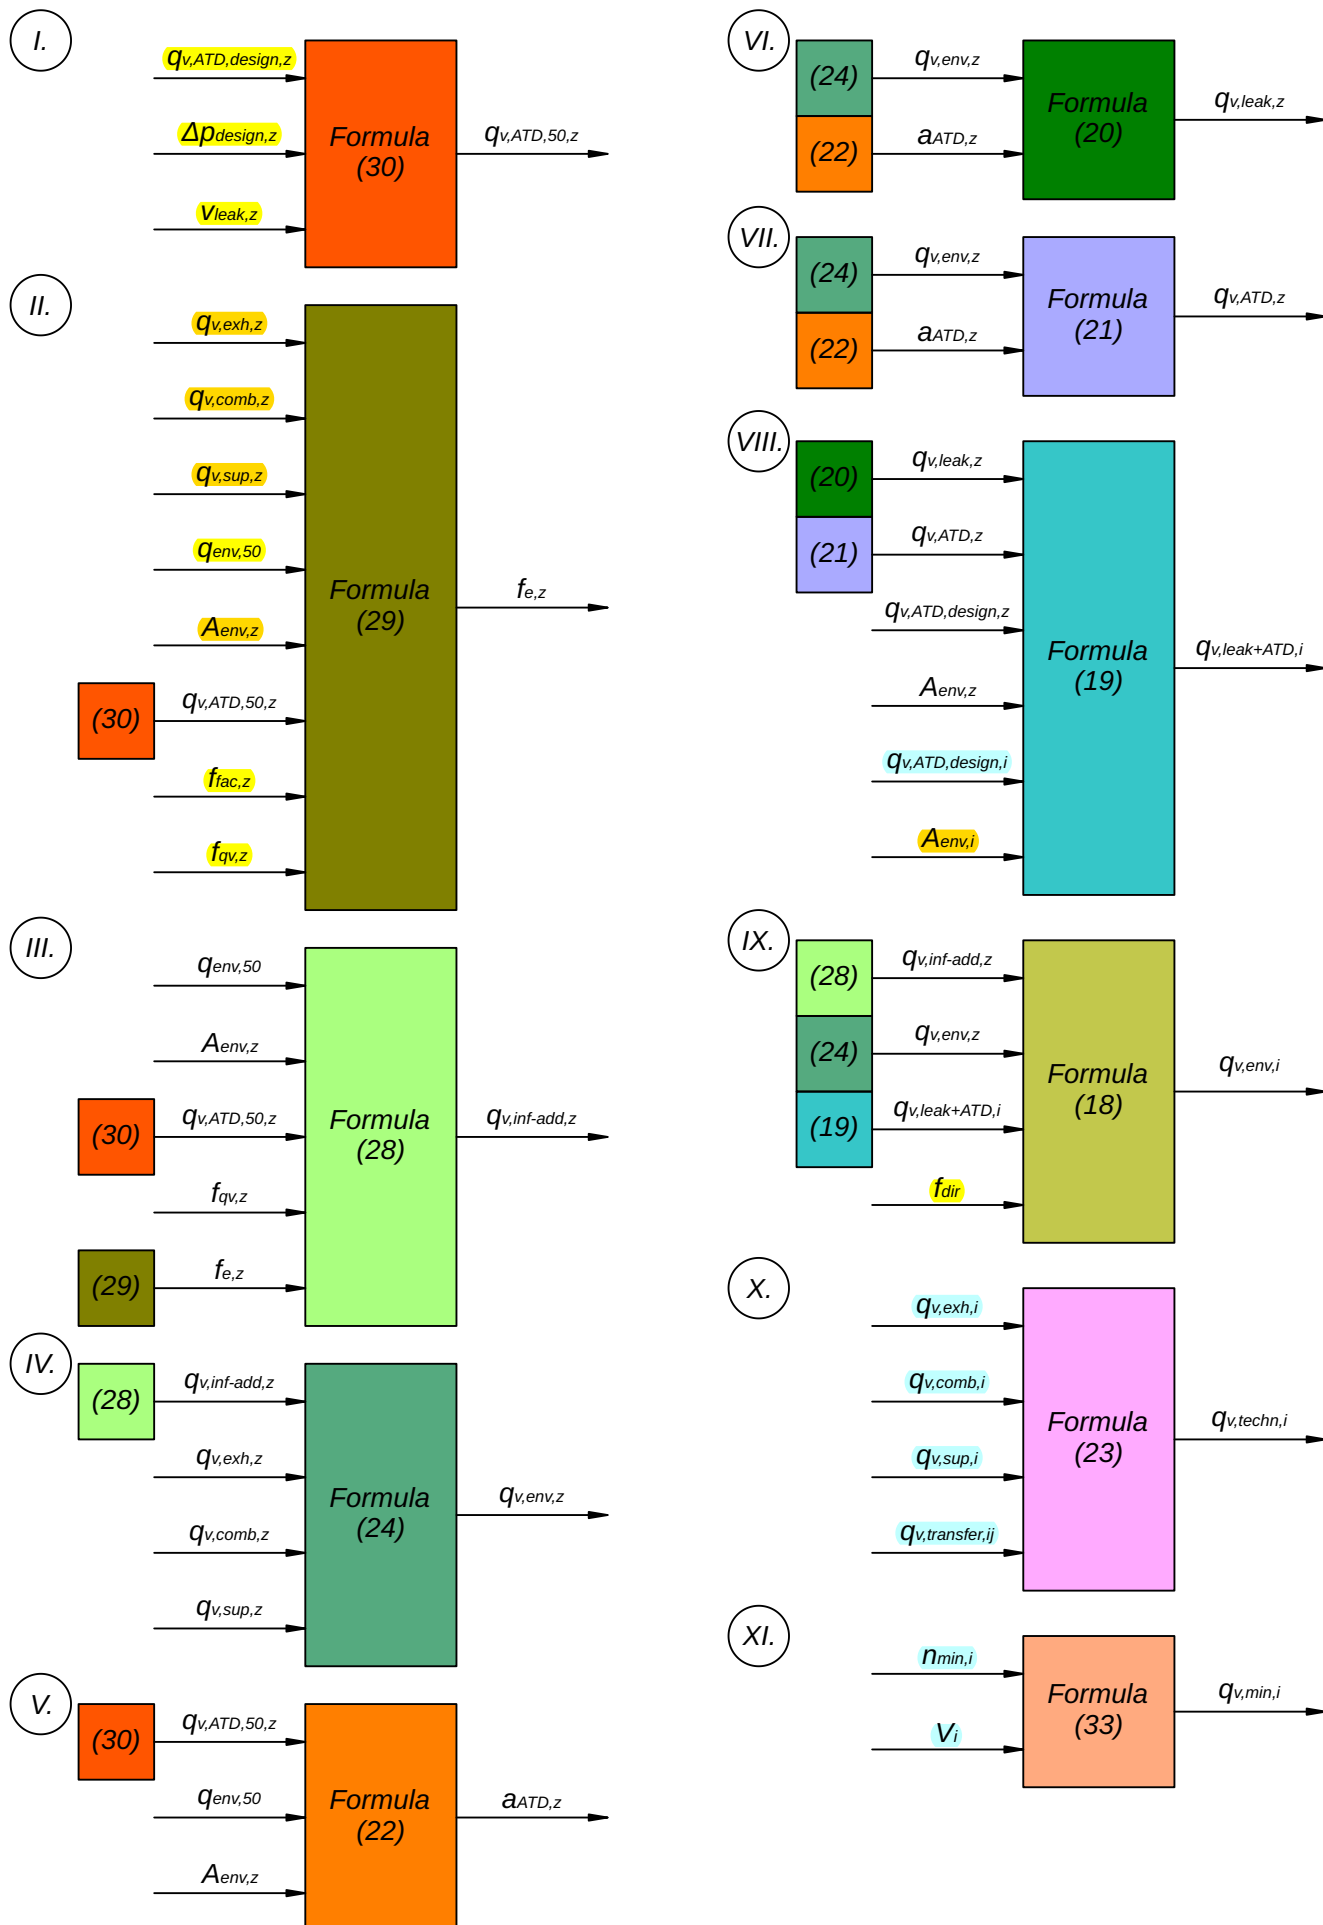 I.
qv,ATD,design,z
Δpdesign,z
vleak,z
Formula
(30)
qv,ATD,50,z
II.
qv,exh,z
qv,comb,z
qv,sup,z
qenv,50
Aenv,z
(30)
qv,ATD,50,z
ffac,z
fqv,z
Formula
(29)
fe,z
III.
qenv,50
Aenv,z
(30)
qv,ATD,50,z
fqv,z
(29)
fe,z
Formula
(28)
qv,inf-add,z
IV.
(28)
qv,inf-add,z
qv,exh,z
qv,comb,z
qv,sup,z
Formula
(24)
qv,env,z
V.
(30)
qv,ATD,50,z
qenv,50
Aenv,z
Formula
(22)
aATD,z
VI.
(24)
qv,env,z
(22)
aATD,z
Formula
(20)
qv,leak,z
VII.
(24)
qv,env,z
(22)
aATD,z
Formula
(21)
qv,ATD,z
VIII.
(20)
qv,leak,z
(21)
qv,ATD,z
qv,ATD,design,z
Aenv,z
qv,ATD,design,i
Aenv,i
Formula
(19)
qv,leak+ATD,i
IX.
(28)
qv,inf-add,z
(24)
qv,env,z
(19)
qv,leak+ATD,i
fdir
Formula
(18)
qv,env,i
X.
qv,exh,i
qv,comb,i
qv,sup,i
qv,transfer,ij
Formula
(23)
qv,techn,i
XI.
nmin,i
Vi
Formula
(33)
qv,min,i